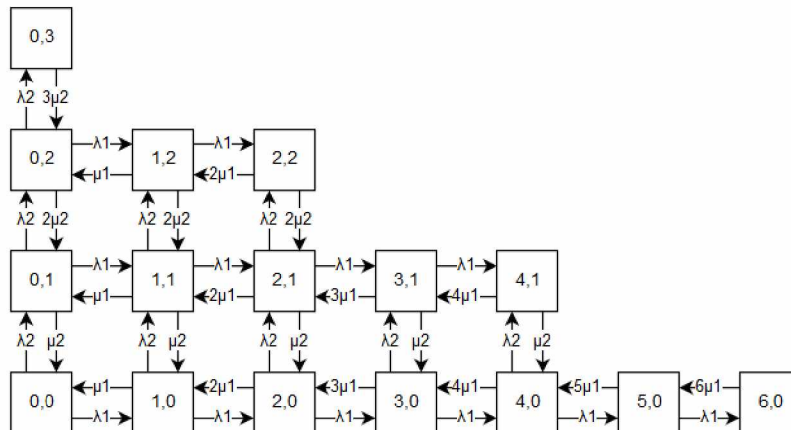 0,3
λ2 3μ2
0,2 λ1 μ1 1,2 λ1 2μ1 2,2
λ2 2μ2 λ2 2μ2 λ2 2μ2
0,1 λ1 μ1 1,1 λ1 2μ1 2,1 λ1 3μ1 3,1 λ1 4μ1 4,1
λ2 μ2 λ2 μ2 λ2 μ2 λ2 μ2 λ2 μ2
0,0 μ1 λ1 1,0 2μ1 λ1 2,0 3μ1 λ1 3,0 4μ1 λ1 4,0 5μ1 λ1 5,0 6μ1 λ1 6,0